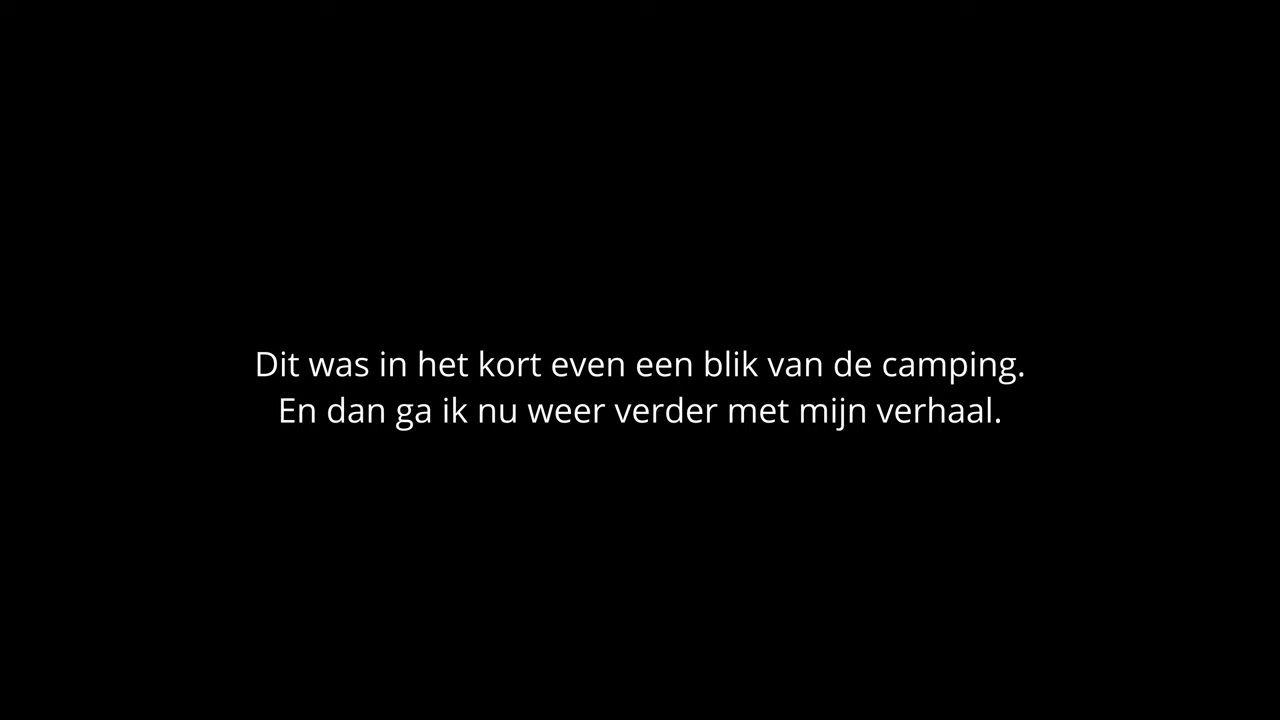 Dit was in het kort even een blik van de camping.
En dan ga ik nu weer verder met mijn verhaal.